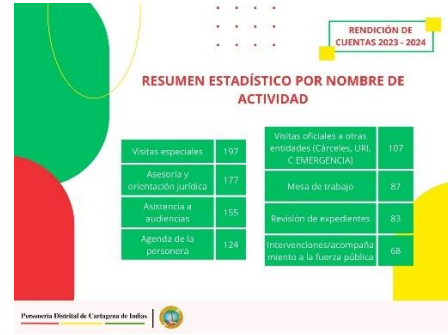 RENDICIÓN DE
CUENTAS 2023 - 2024
RESUMEN ESTADÍSTICO POR NOMBRE DE
ACTIVIDAD
Visitas especiales 197
Asesoría y
orientación jurídica 177
Asistencia a
audiencias 155
Agenda de la
personera 124
Visitas oficiales a otras
entidades (Cárceles, URI,
C EMERGENCIA) 107
Mesa de trabajo 87
Revisión de expedientes 83
Intervenciones/acompaña
miento a la fuerza pública 68
Personería Distrital de Cartagena de Indias